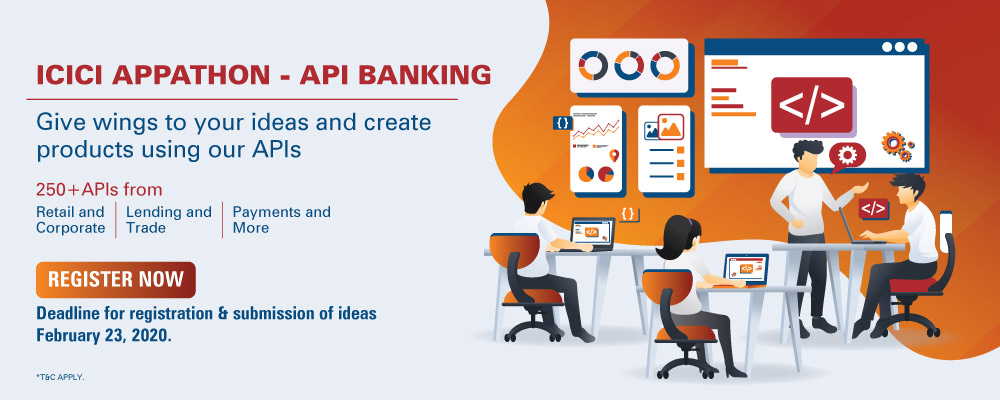 ICICI APPATHON - API BANKING
Give wings to your ideas and create
products using our APIs
250+APIs from
Retail and
Corporate
Lending and
Trade
Payments and
More
REGISTER NOW
Deadline for registration & submission of ideas
February 23, 2020.
*T&C APPLY.
</>
{}
{}
</>